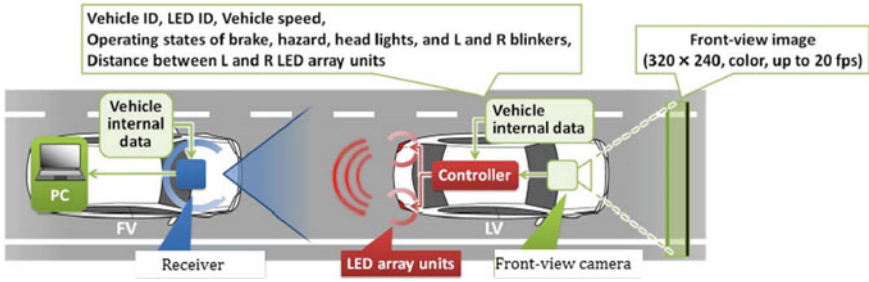 Vehicle ID, LED ID, Vehicle speed,
Operating states of brake, hazard, head lights, and L and R blinkers,
Distance between L and R LED array units
Front-view image
(320 × 240, color, up to 20 fps)
Vehicle
internal
data
Vehicle
internal data
PC
Controller
FV
LV
Receiver
LED array units
Front-view camera